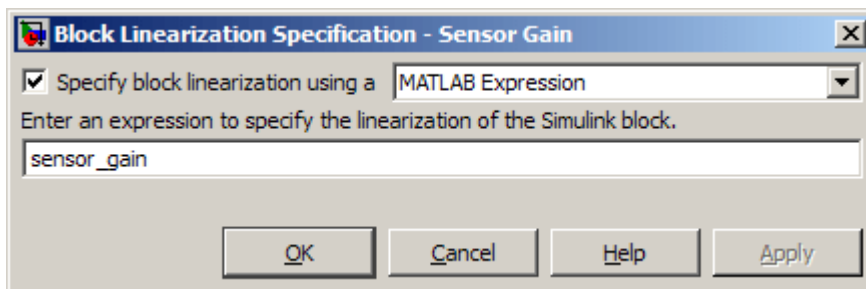 Block Linearization Specification - Sensor Gain
Specify block linearization using a MATLAB Expression
Enter an expression to specify the linearization of the Simulink block.
sensor_gain
OK Cancel Help Apply